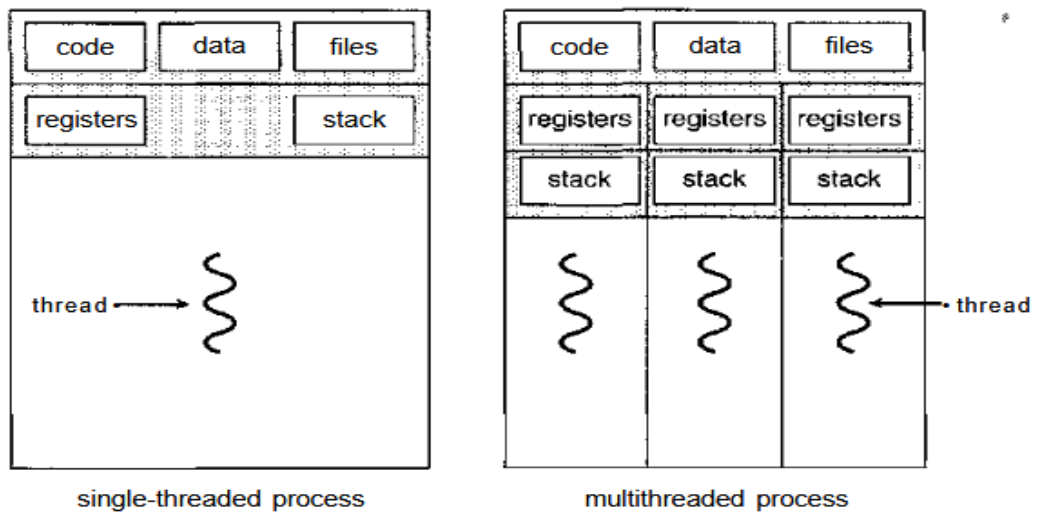 code data files
registers stack
thread
single-threaded process
code data files
registers registers registers
stack stack stack
thread
multithreaded process